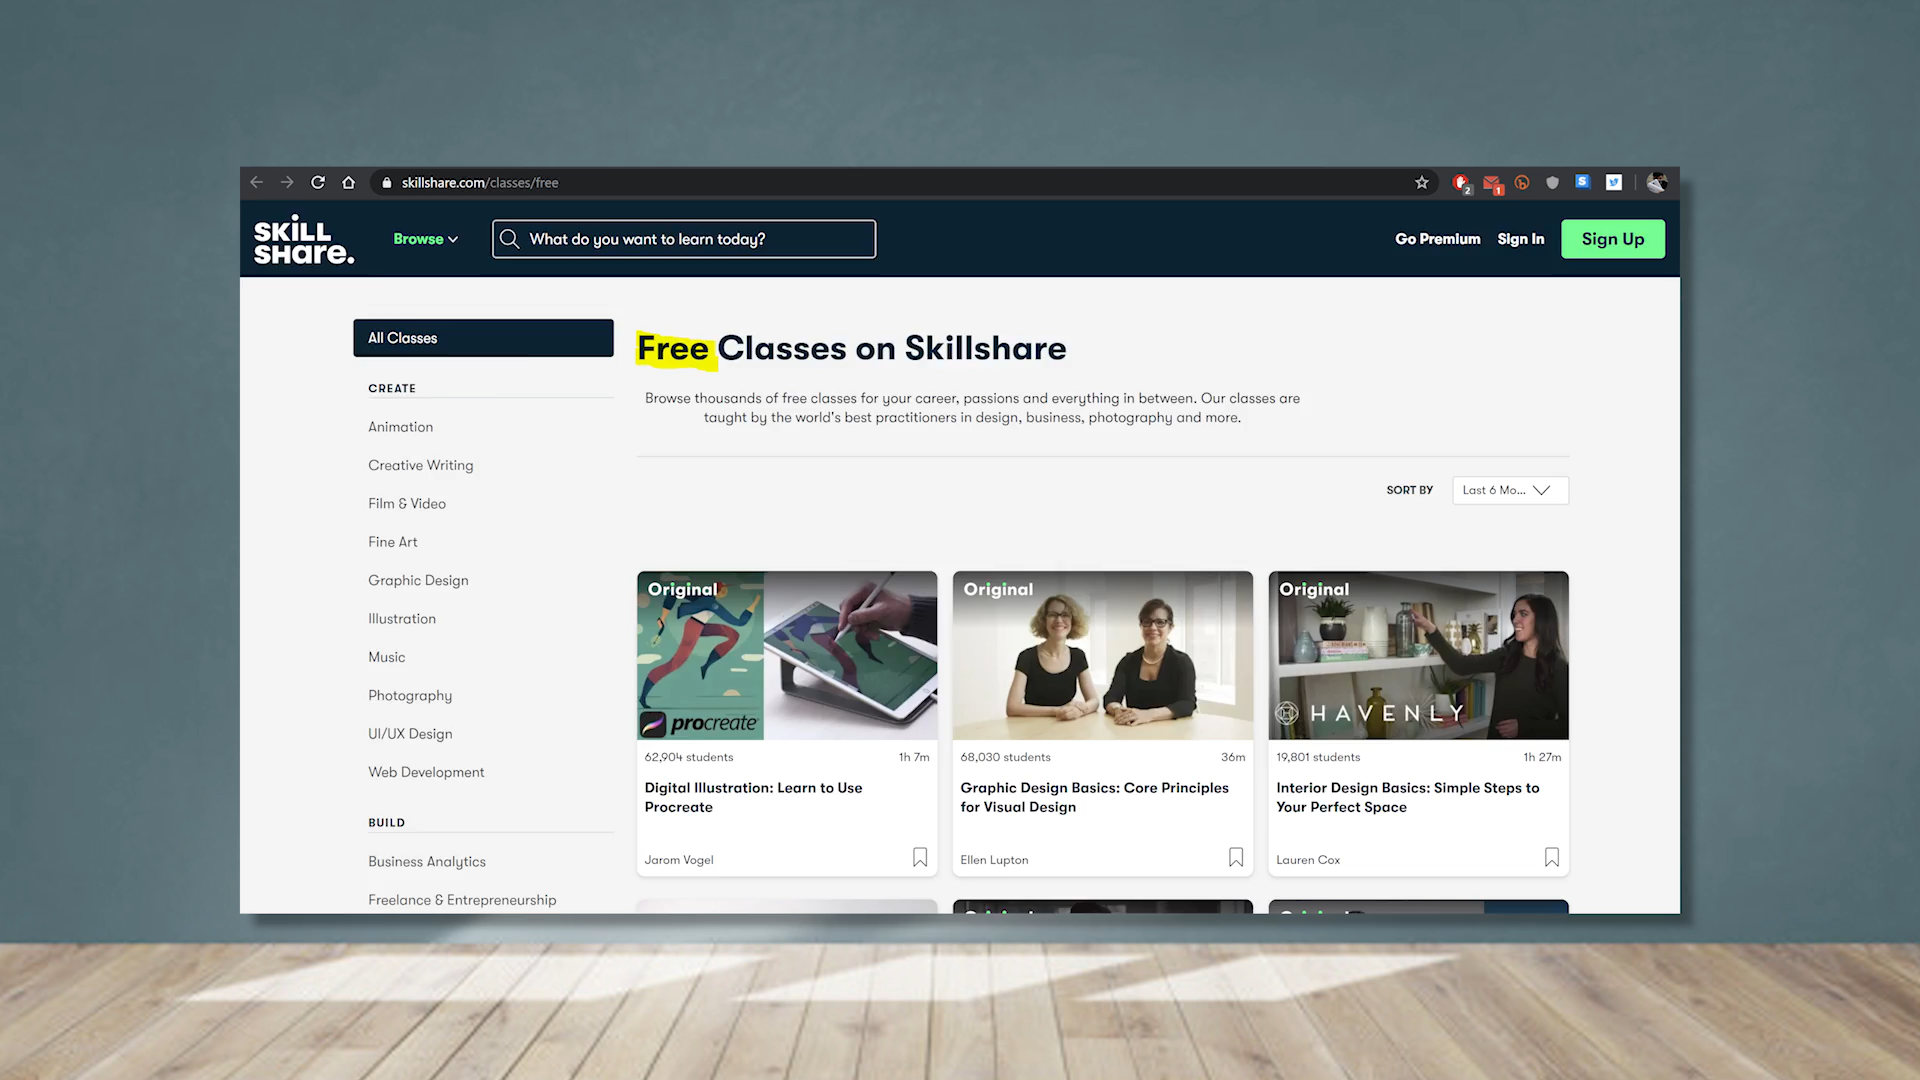 skillshare.com/classes/free
2
1
S
SKILL
SHare.
Browse
What do you want to learn today?
Go Premium
Sign In
Sign Up
All Classes
CREATE
Animation
Creative Writing
Film & Video
Fine Art
Graphic Design
Illustration
Music
Photography
UI/UX Design
Web Development
BUILD
Business Analytics
Freelance & Entrepreneurship
Free Classes on Skillshare
Browse thousands of free classes for your career, passions and everything in between. Our classes are
taught by the world's best practitioners in design, business, photography and more.
SORT BY
Last 6 Mo...
Original
procreate
62,904 students
1h 7m
Digital Illustration: Learn to Use
Procreate
Jarom Vogel
Original
68,030 students
36m
Graphic Design Basics: Core Principles
for Visual Design
Ellen Lupton
Original
HAVENLY
19,801 students
1h 27m
Interior Design Basics: Simple Steps to
Your Perfect Space
Lauren Cox